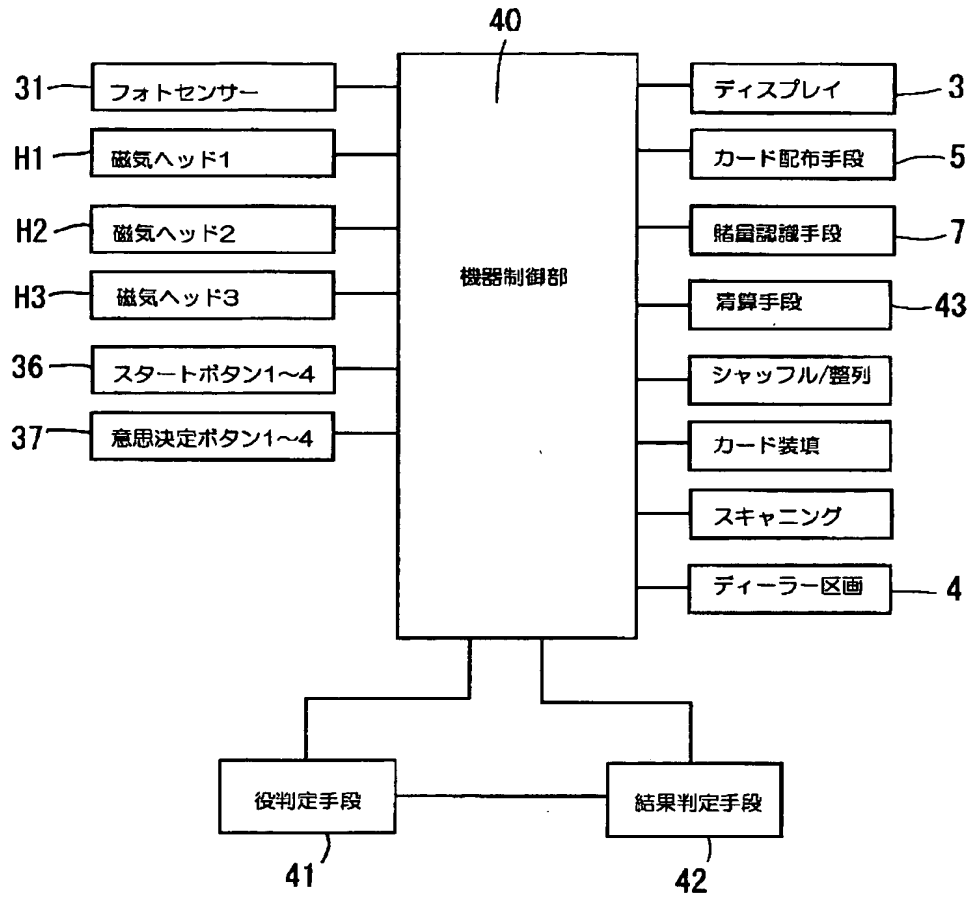 40
31
フォトセンサー
H1
磁気ヘッド1
H2
磁気ヘッド2
H3
磁気ヘッド3
36
スタートボタン1~4
37
意思決定ボタン1~4
機器制御部
ディスプレイ
3
カード配布手段
5
賭量認識手段
7
清算手段
43
シャッフル/整列
カード装填
スキャニング
ディーラー区画
4
役判定手段
41
結果判定手段
42